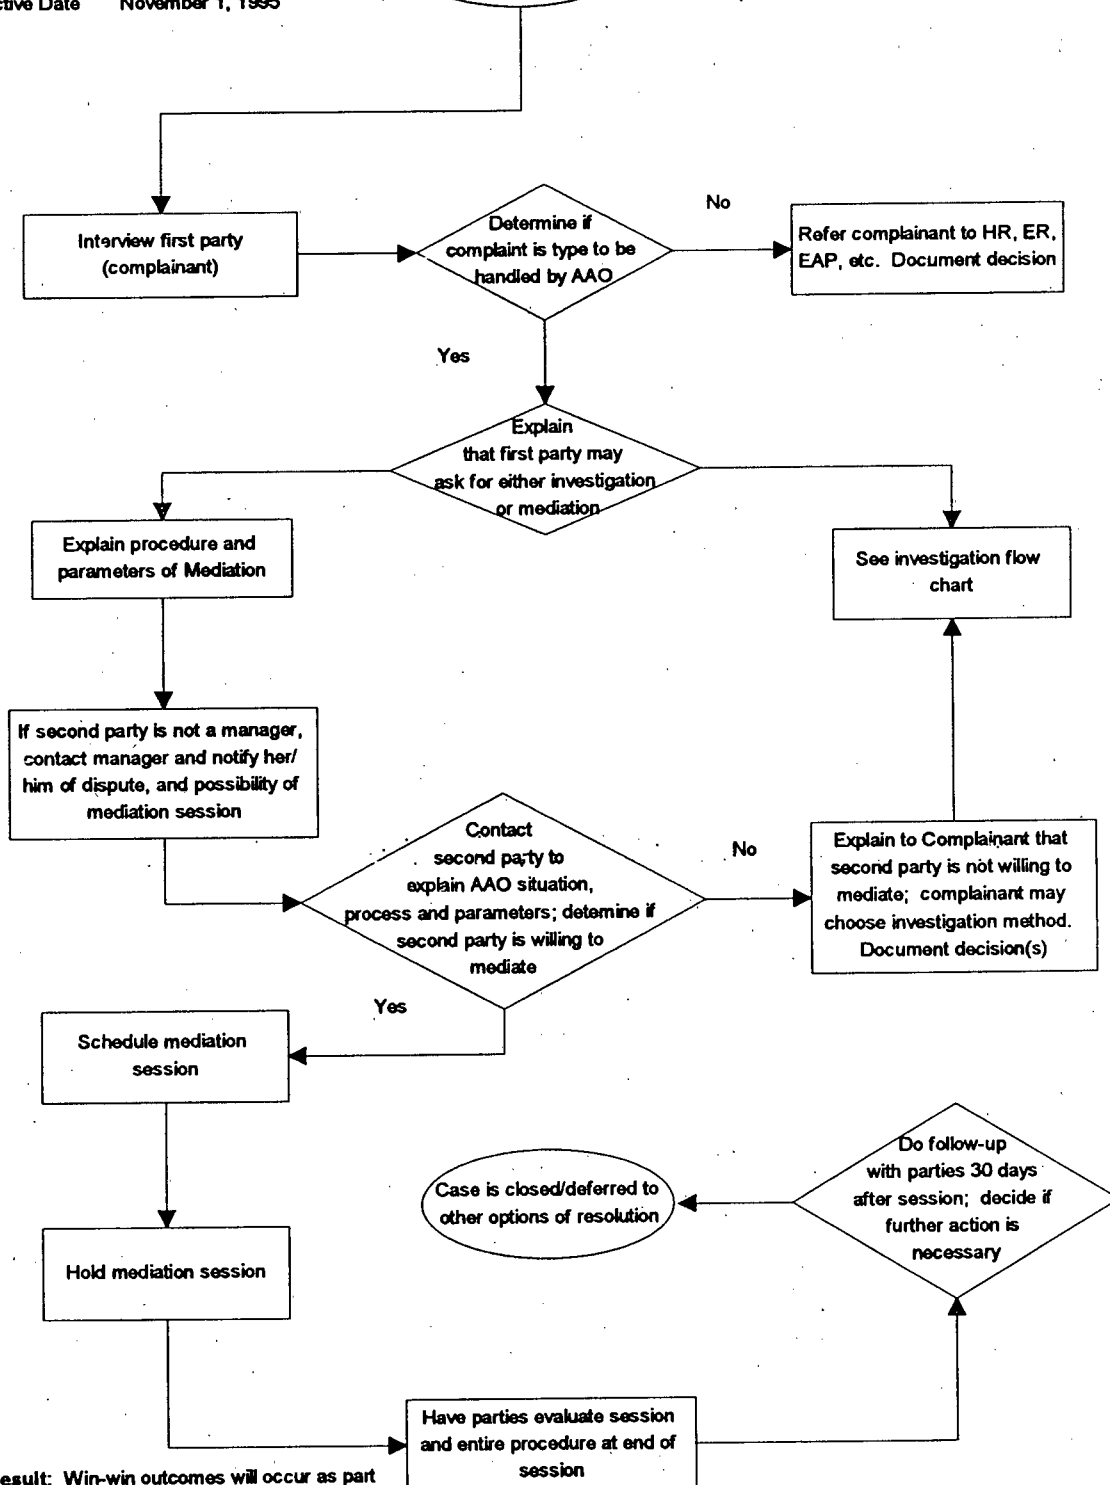 ctive Date November 1, 1995
Interview first party
(complainant)
Determine if
complaint is type to be
handled by AAO
No
Refer complainant to HR, ER,
EAP, etc. Document decision
Yes
Explain
that first party may
ask for either investigation
or mediation
Explain procedure and
parameters of Mediation
See investigation flow
chart
If second party is not a manager,
contact manager and notify her/
him of dispute, and possibility of
mediation session
Contact
second party to
explain AAO situation,
process and parameters; detemine if
second party is willing to
mediate
No
Explain to Complainant that
second party is not willing to
mediate; complainant may
choose investigation method.
Document decision(s)
Yes
Schedule mediation
session
Do follow-up
with parties 30 days
after session; decide if
further action is
necessary
Case is closed/deferred to
other options of resolution
Hold mediation session
Have parties evaluate session
and entire procedure at end of
session
esult: Win-win outcomes will occur as part